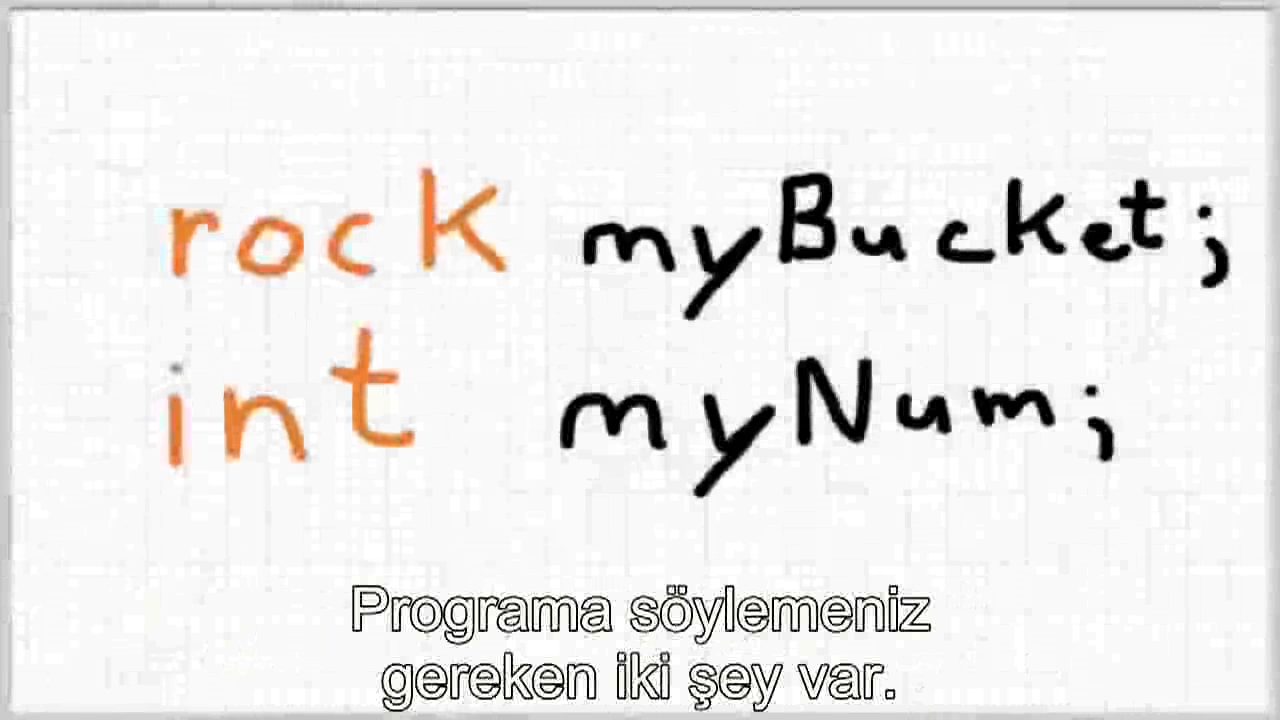 rock myBucket;
int myNum;
Programa söylemeniz
gereken iki şey var.